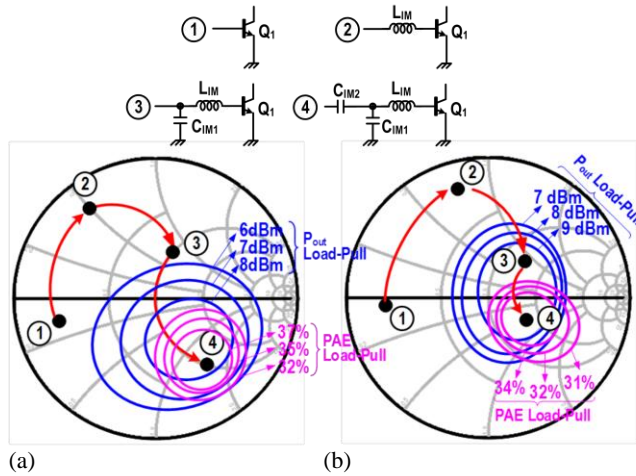 1 Q1
2 LIM Q1
3 LIM CIM1 Q1
4 CIM2 LIM CIM1 Q1
(a)
1
2
3
4
6dBm
7dBm
8dBm
Pout
Load-Pull
37%
35%
32%
PAE
Load-Pull
(b)
1
2
3
4
Pout Load-Pull
7 dBm
8 dBm
9 dBm
34%
32%
31%
PAE Load-Pull